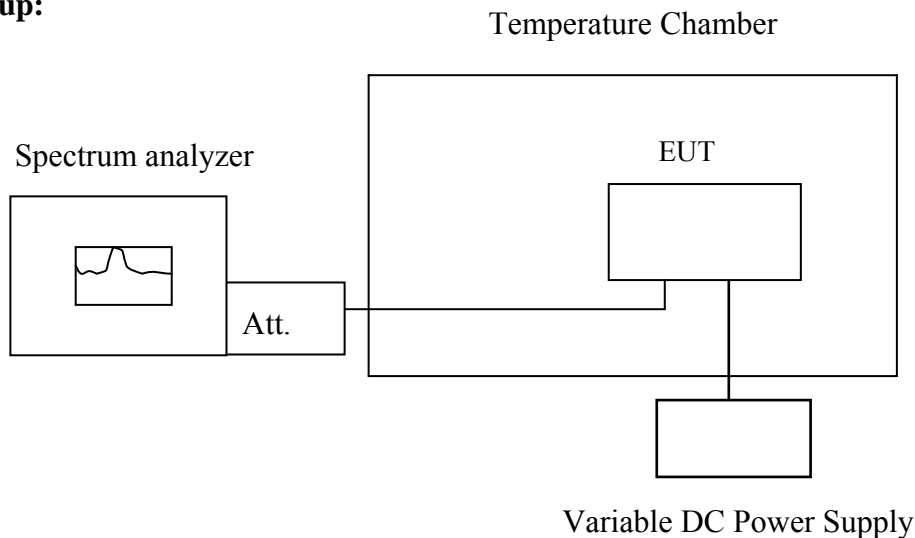 up:
Temperature Chamber
Spectrum analyzer
EUT
Att.
Variable DC Power Supply